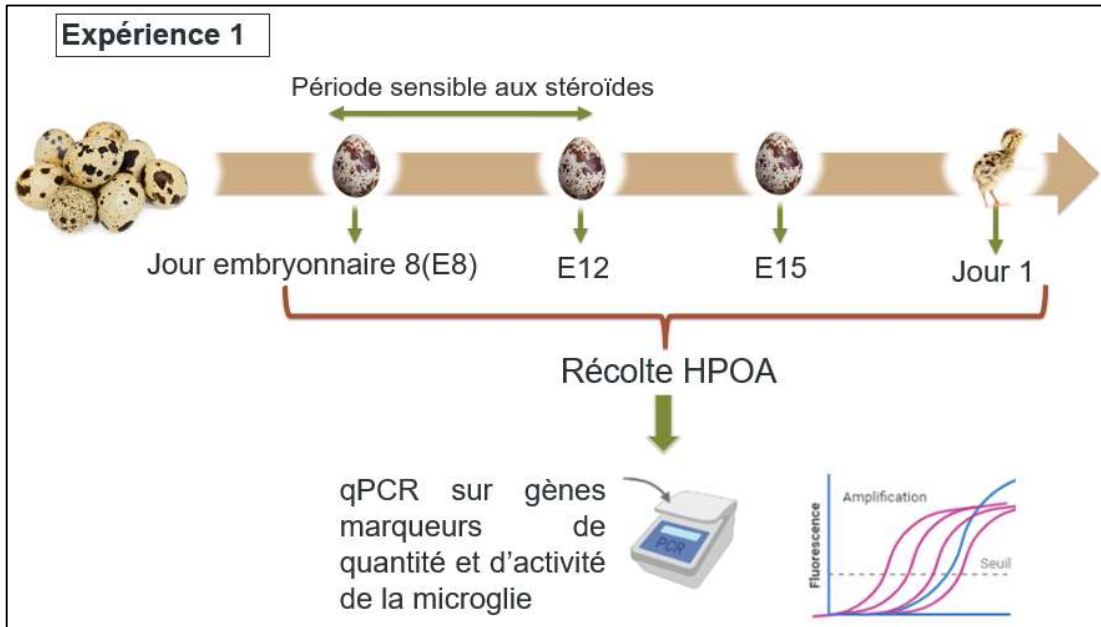 Expérience 1
Période sensible aux stéroïdes
Jour embryonnaire 8(E8)
E12
E15
Jour 1
Récolte HPOA
qPCR sur gènes
marqueurs de
quantité et d'activité
de la microglie
PCR
Amplification
Seuil
Fluorescence